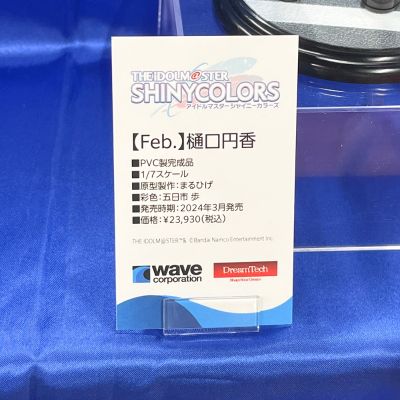 THE IDOLM@STER
SHINYCOLORS
アイドルマスター シャイニーカラーズ
【Feb.】樋口円香
■PVC製完成品
■1/7スケール
■原型製作：まるひげ
■彩色：五日市 歩
■発売時期：2024年3月発売
■価格：¥23,930(税込)
THE IDOLM@STER™& ©Bandai Namco Entertainment Inc.
wave
corporation
DreamTech